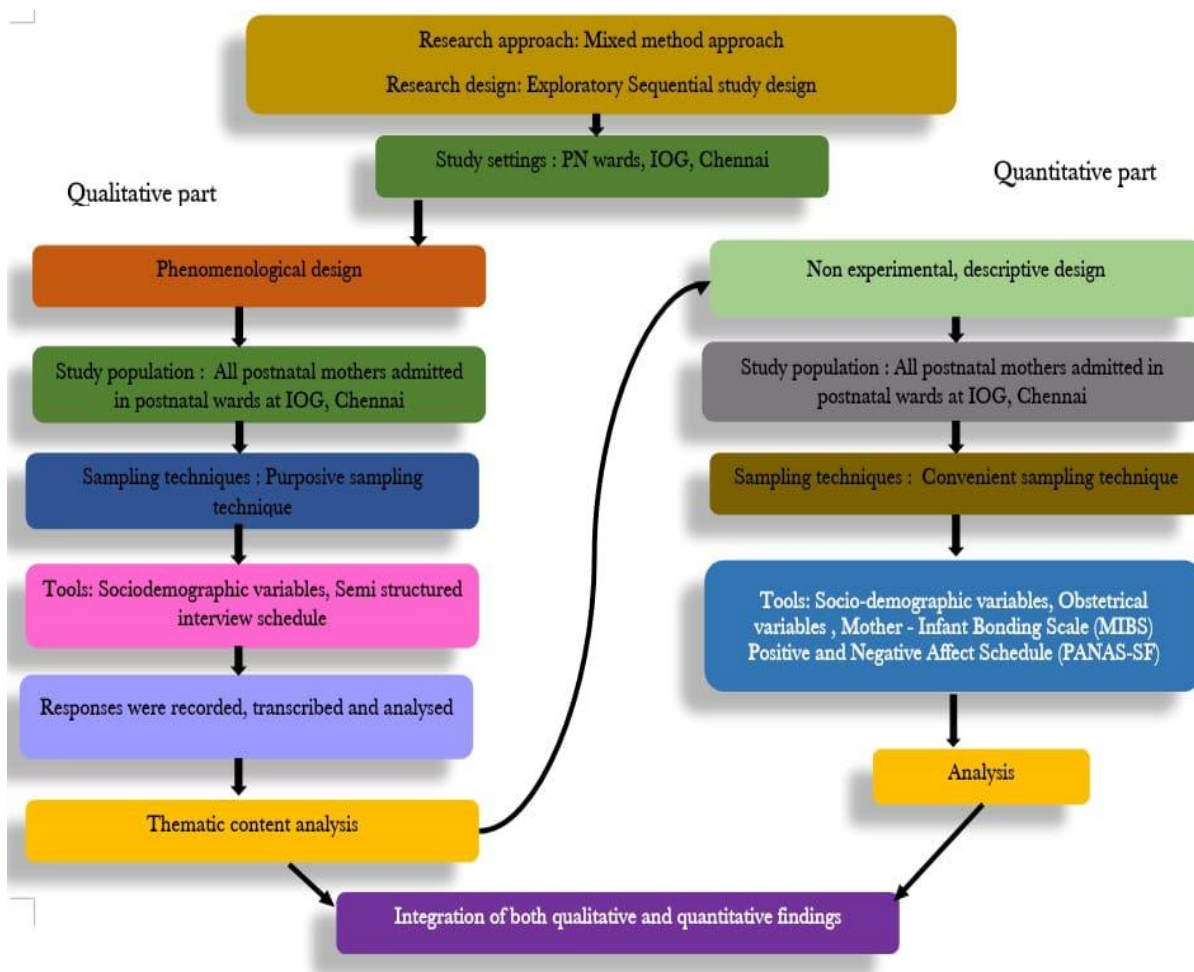 Research approach: Mixed method approach
Research design: Exploratory Sequential study design
Study settings : PN wards, IOG, Chennai
Qualitative part
Quantitative part
Phenomenological design
Study population : All postnatal mothers admitted
in postnatal wards at IOG, Chennai
Sampling techniques : Purposive sampling
technique
Tools: Sociodemographic variables, Semi structured
interview schedule
Responses were recorded, transcribed and analysed
Thematic content analysis
Non experimental, descriptive design
Study population : All postnatal mothers admitted in
postnatal wards at IOG, Chennai
Sampling techniques : Convenient sampling technique
Tools: Socio-demographic variables, Obstetrical
variables , Mother - Infant Bonding Scale (MIBS)
Positive and Negative Affect Schedule (PANAS-SF)
Analysis
Integration of both qualitative and quantitative findings